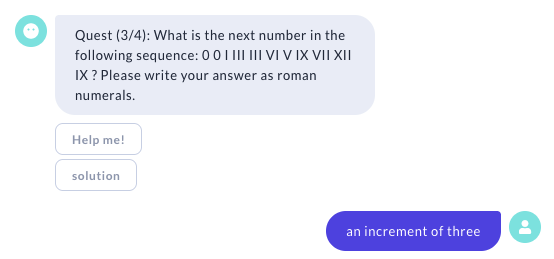 Quest (3/4): What is the next number in the
following sequence: 0 0 I III III VI V IX VII XII
IX ? Please write your answer as roman
numerals.
Help me!
solution
an increment of three